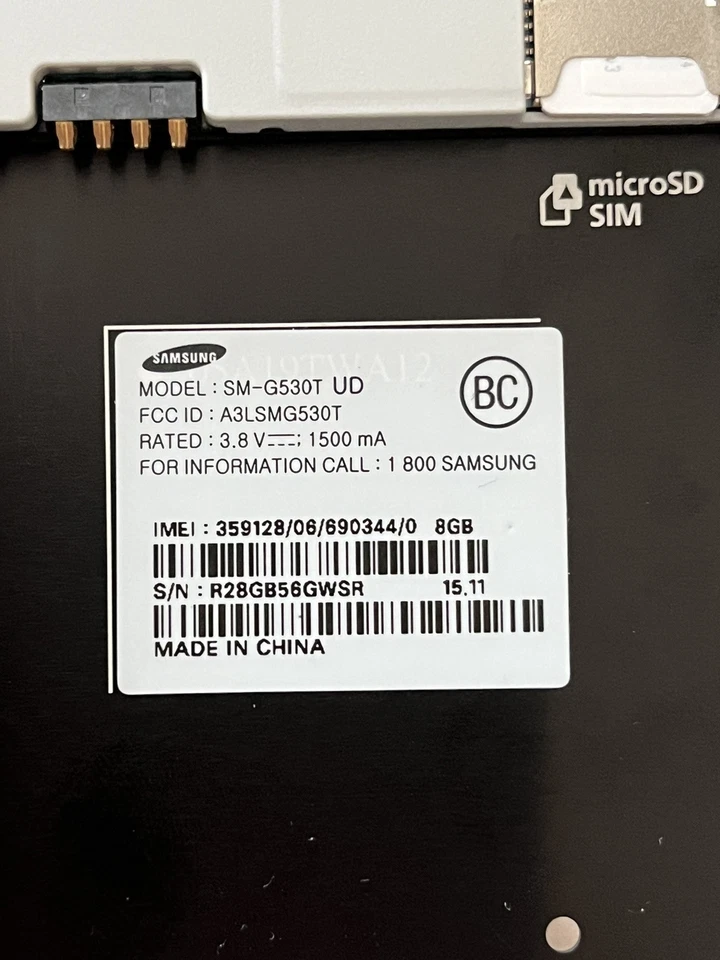 microSD
SIM
SAMSUNG
MODEL : SM-G530T UD
FCC ID : A3LSMG530T
RATED : 3.8 V⎓; 1500 mA
FOR INFORMATION CALL : 1 800 SAMSUNG
BC
IMEI : 359128/06/690344/0 8GB
S/N : R28GB56GWSR 15.11
MADE IN CHINA